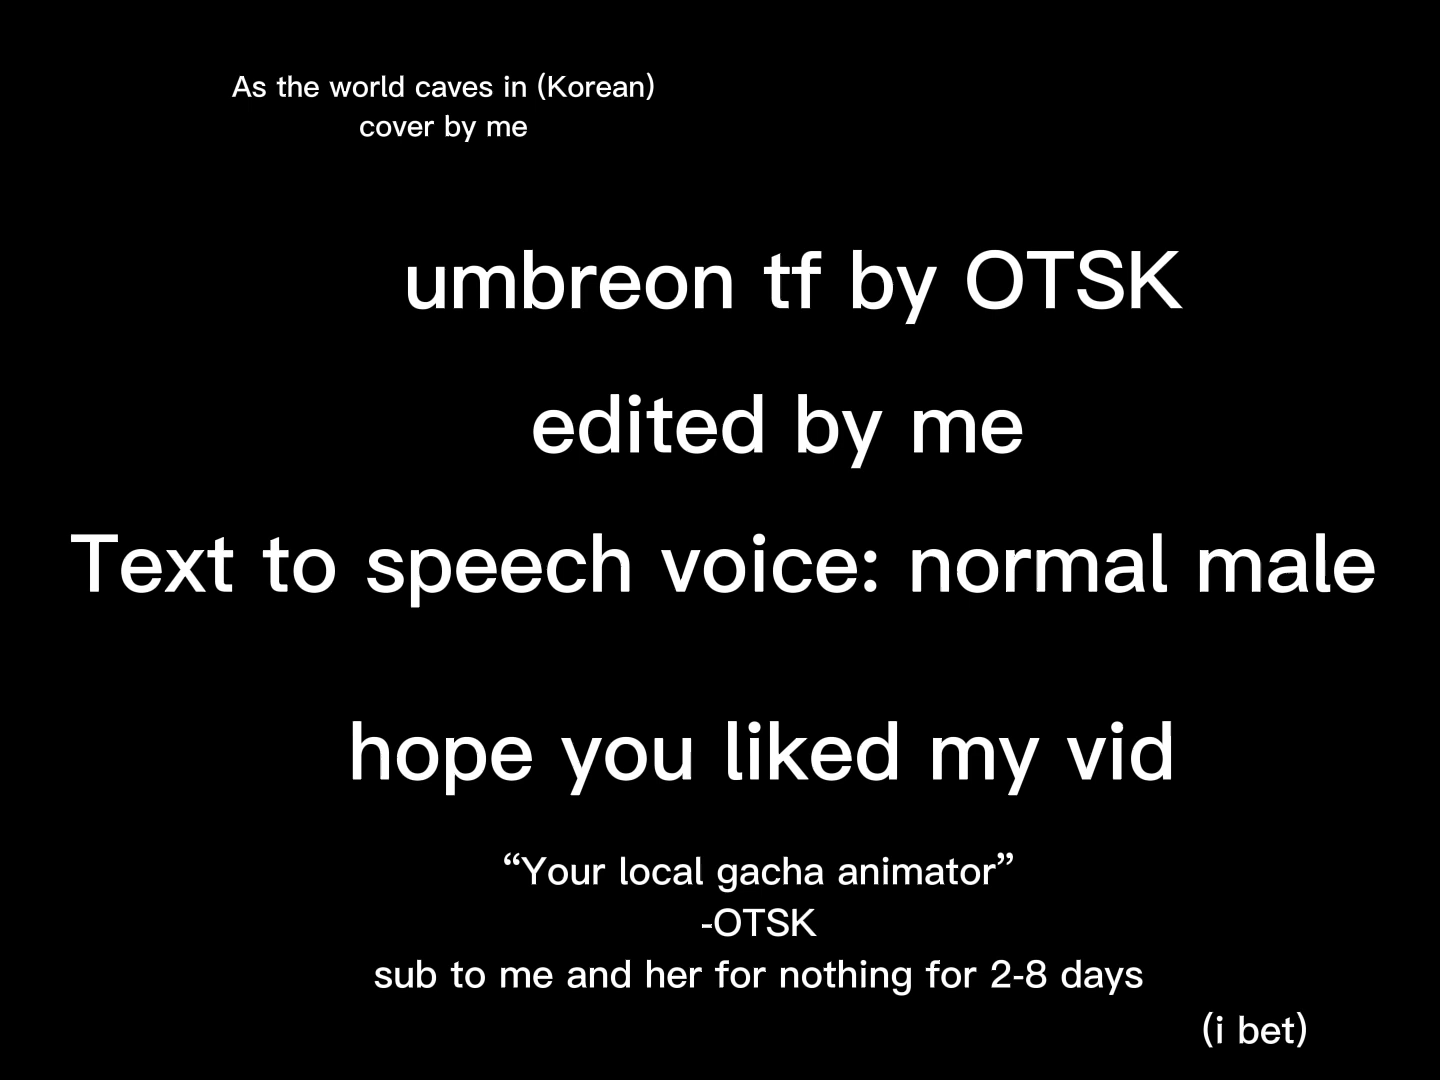 As the world caves in (Korean)
cover by me
umbreon tf by OTSK
edited by me
Text to speech voice: normal male
hope you liked my vid
“Your local gacha animator”
-OTSK
sub to me and her for nothing for 2-8 days
(i bet)